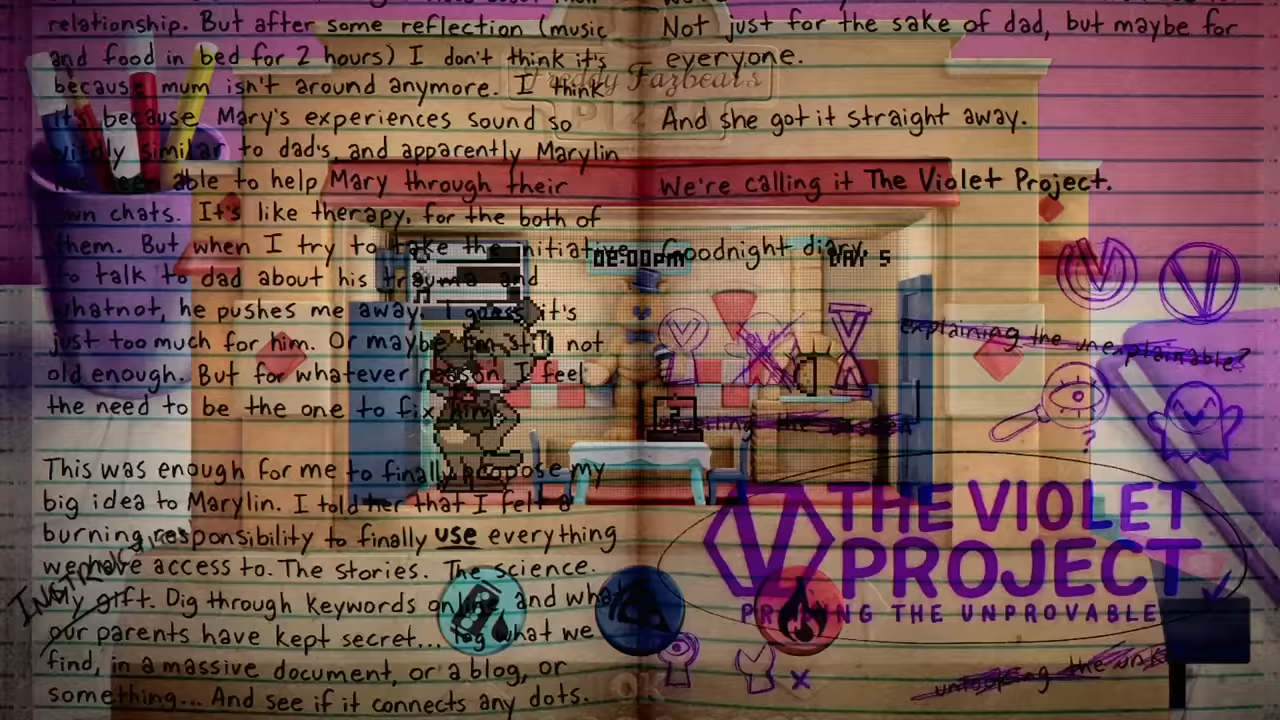 relationship. But after some reflection (music
and food in bed for 2 hours) I don't think it's
because mum isn't around anymore. I think
it's because Mary's experiences sound so
wildly similar to dad's, and apparently Marylin
able to help Mary through their
own chats. It's like therapy, for the both of
them. But when I try to take the initiative
to talk to dad about his trauma and
whatnot, he pushes me away. I guess it's
just too much for him. Or maybe I'm still not
old enough. But for whatever reason I feel
the need to be the one to fix him.
This was enough for me to finally propose my
big idea to Marylin. I told her that I felt a
burning responsibility to finally use everything
we have access to. The stories. The science.
My gift. Dig through keywords online, and what
our parents have kept secret... Log what we
find, in a massive document, or a blog, or
something... And see if it connects any dots.
Not just for the sake of dad, but maybe for
everyone.
And she got it straight away.
We're calling it The Violet Project.
Goodnight diary.
Freddy Fazbear's
PIZZA
02:00PM
DAY 5
explaining the unexplainable?
?
THE VIOLET
PROJECT
PROVING THE UNPROVABLE
OK